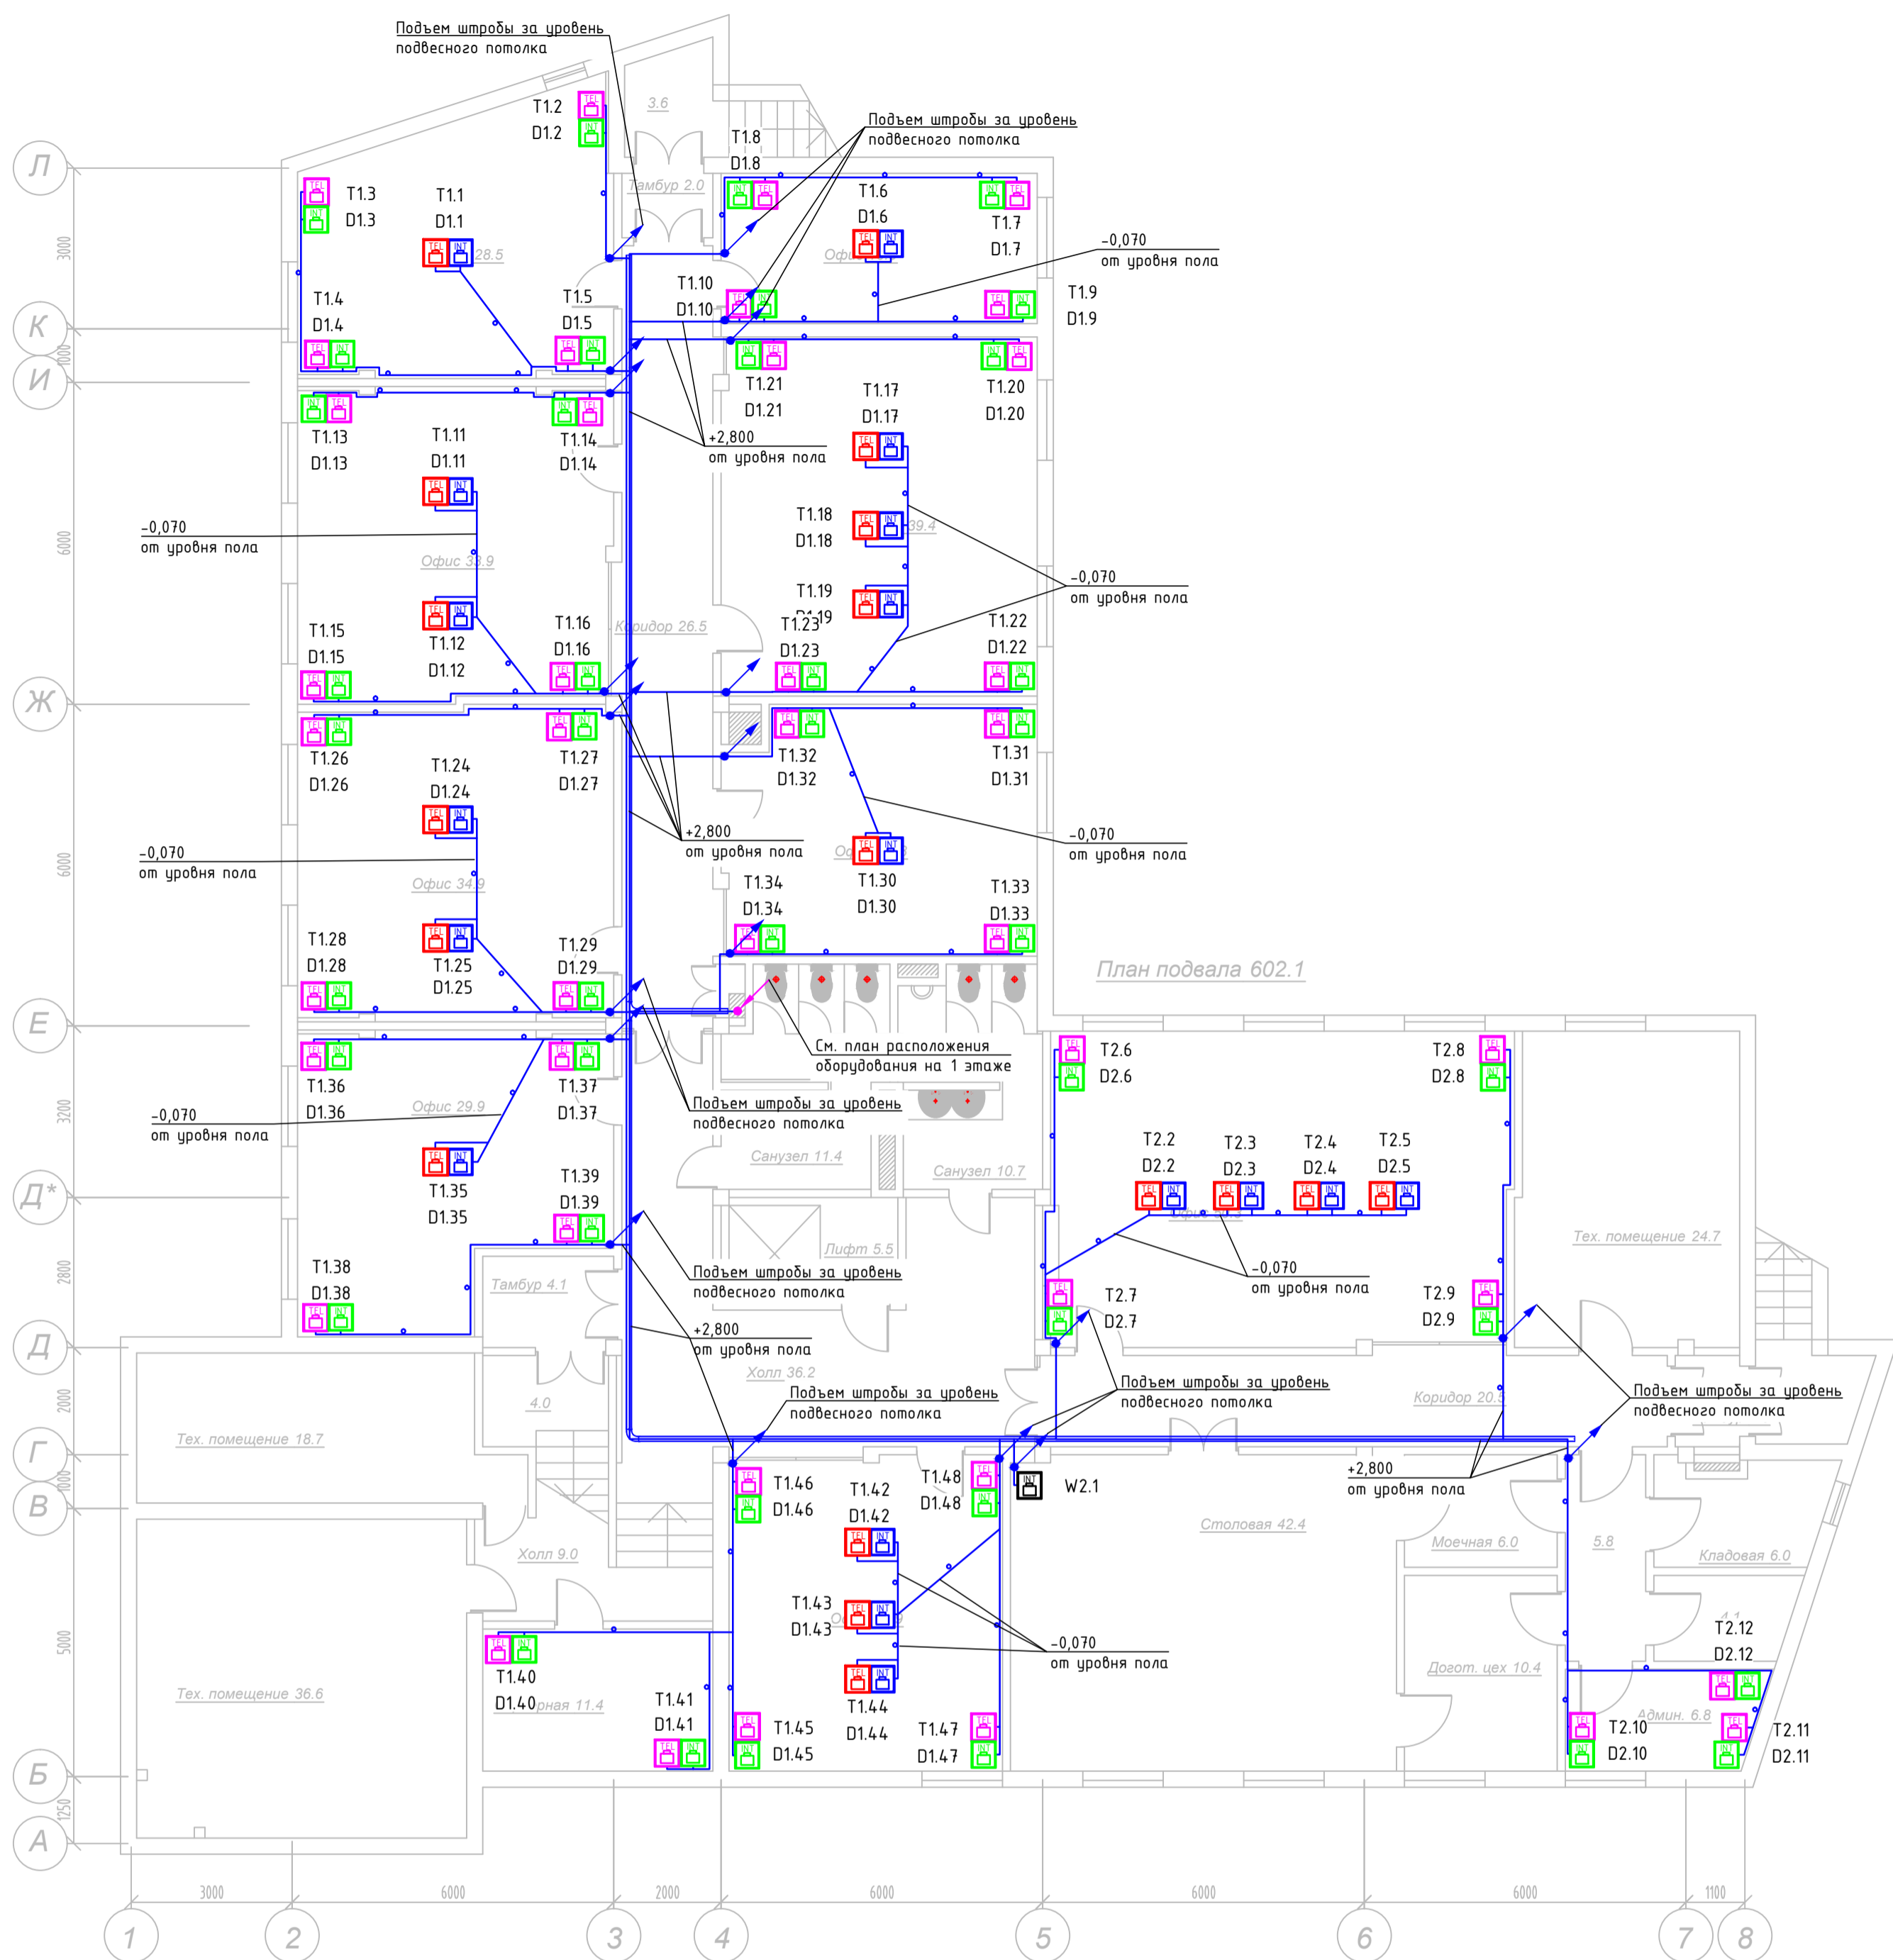 Подъем штробы за уровень
подвесного потолка
3.6
T1.2
D1.2
T1.8
D1.8
Подъем штробы за уровень
подвесного потолка
Л
Тамбур 2.0
T1.3
D1.3
T1.1
D1.1
28.5
T1.6
D1.6
T1.7
D1.7
-0,070
от уровня пола
3000
T1.4
D1.4
T1.5
D1.5
T1.10
D1.10
T1.9
D1.9
К
1000
И
T1.21
D1.21
T1.20
D1.20
T1.17
D1.17
T1.13
D1.13
T1.11
D1.11
T1.14
D1.14
+2,800
от уровня пола
-0,070
от уровня пола
6000
Офис 33.9
T1.18
D1.18
39.4
T1.19
D1.19
-0,070
от уровня пола
T1.12
D1.12
T1.15
D1.15
T1.16
D1.16
Коридор 26.5
T1.23
D1.23
T1.22
D1.22
Ж
T1.26
D1.26
T1.27
D1.27
T1.32
D1.32
T1.31
D1.31
T1.24
D1.24
+2,800
от уровня пола
-0,070
от уровня пола
-0,070
от уровня пола
6000
Офис 34.9
T1.30
D1.30
T1.34
D1.34
T1.33
D1.33
T1.28
D1.28
T1.25
D1.25
T1.29
D1.29
План подвала 602.1
Е
См. план расположения
оборудования на 1 этаже
T1.36
D1.36
T1.37
D1.37
Подъем штробы за уровень
подвесного потолка
T2.6
D2.6
T2.8
D2.8
3200
-0,070
от уровня пола
Офис 29.9
T1.35
D1.35
T1.39
D1.39
Санузел 11.4
Санузел 10.7
T2.2
D2.2
T2.3
D2.3
T2.4
D2.4
T2.5
D2.5
Д*
Лифт 5.5
Тех. помещение 24.7
2800
T1.38
D1.38
Тамбур 4.1
Подъем штробы за уровень
подвесного потолка
-0,070
от уровня пола
T2.7
D2.7
T2.9
D2.9
+2,800
от уровня пола
Д
Холл 36.2
Подъем штробы за уровень
подвесного потолка
Подъем штробы за уровень
подвесного потолка
Подъем штробы за уровень
подвесного потолка
2000
4.0
Коридор 20.5
Тех. помещение 18.7
Г
1000
T1.46
D1.46
T1.42
D1.42
T1.48
D1.48
W2.1
+2,800
от уровня пола
В
Холл 9.0
Столовая 42.4
Моечная 6.0
5.8
Кладовая 6.0
5000
T1.43
D1.43
-0,070
от уровня пола
4.1
T2.12
D2.12
Тех. помещение 36.6
T1.40
D1.40
рная 11.4
T1.41
D1.41
T1.45
D1.45
T1.44
D1.44
T1.47
D1.47
Догот. цех 10.4
Админ. 6.8
T2.10
D2.10
T2.11
D2.11
Б
1250
А
3000
6000
2000
6000
6000
6000
1100
1
2
3
4
5
6
7
8